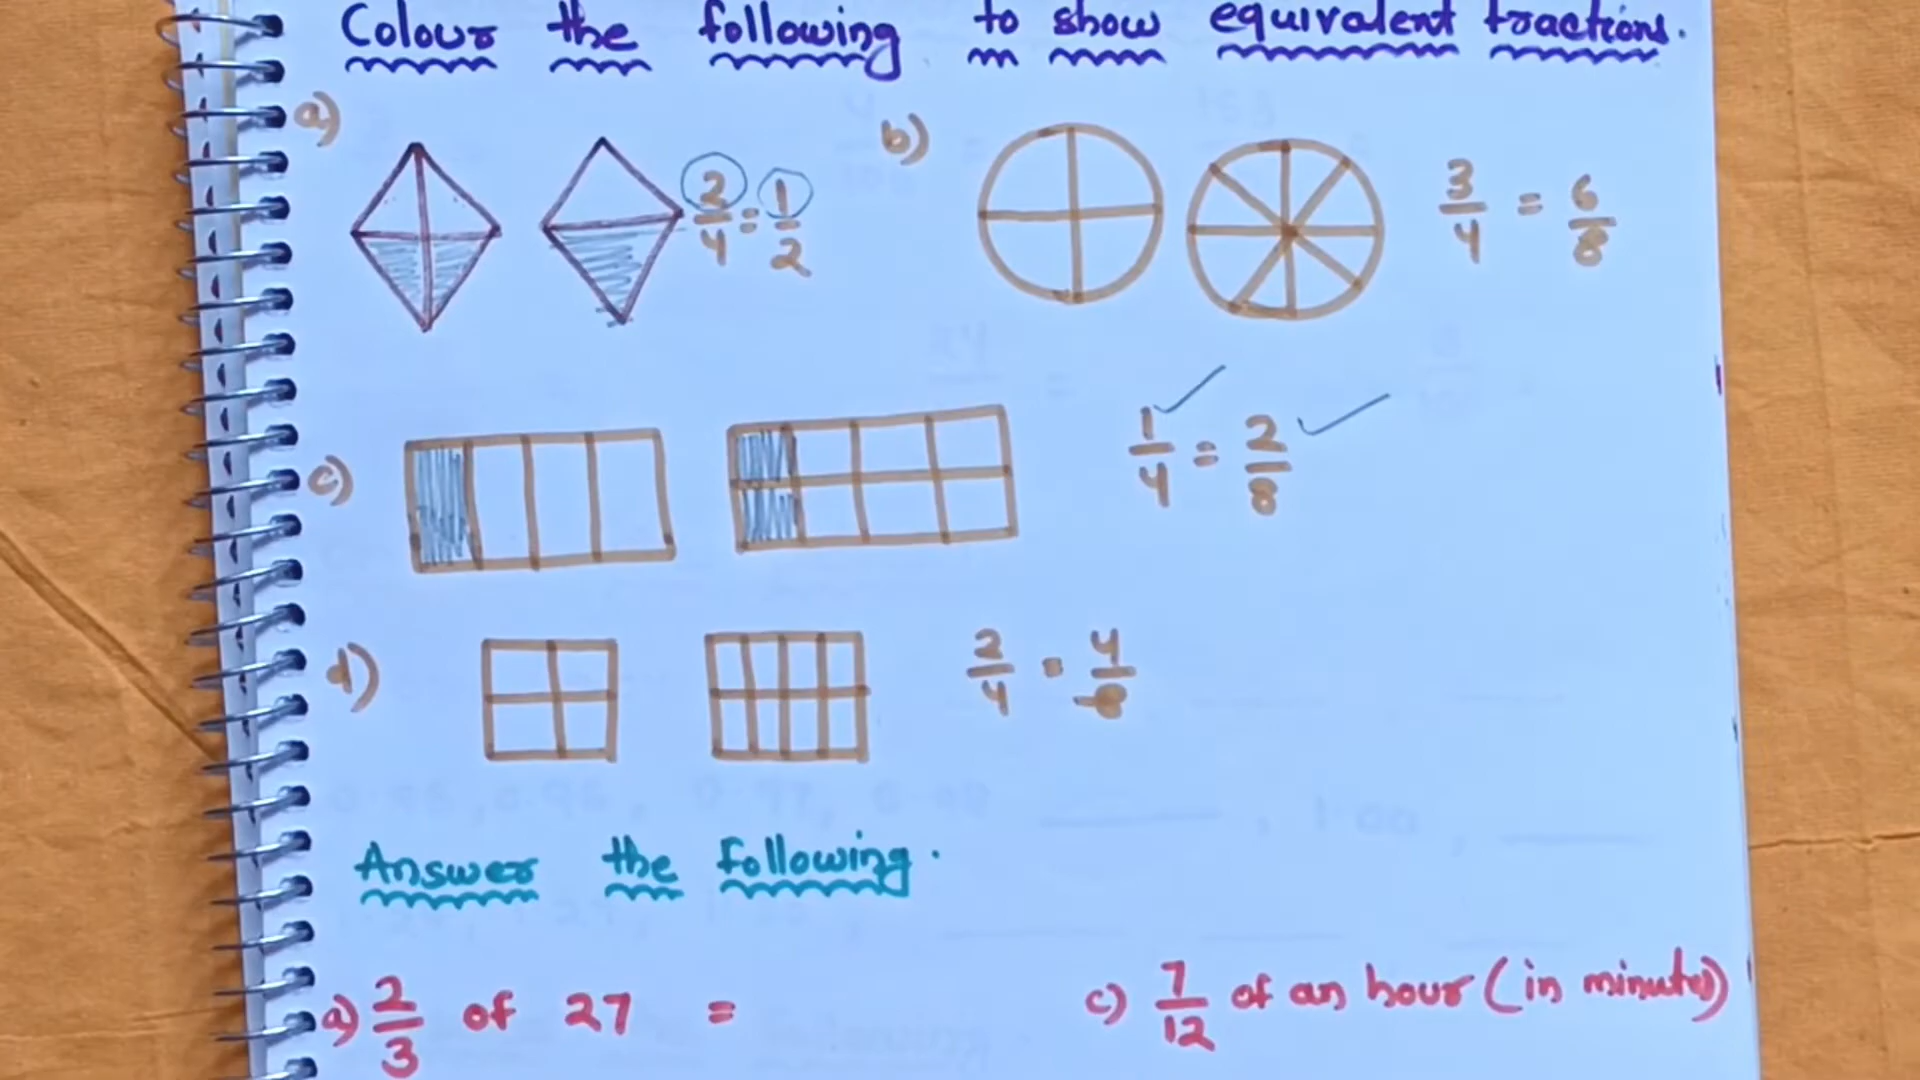 Colour the following to show equivalent fractions.
a) 2/4 = 1/2
b) 3/4 = 6/8
c) 1/4 = 2/8
d) 2/4 = 4/8
Answer the following.
a) 2/3 of 27 =
c) 7/12 of an hour (in minutes)